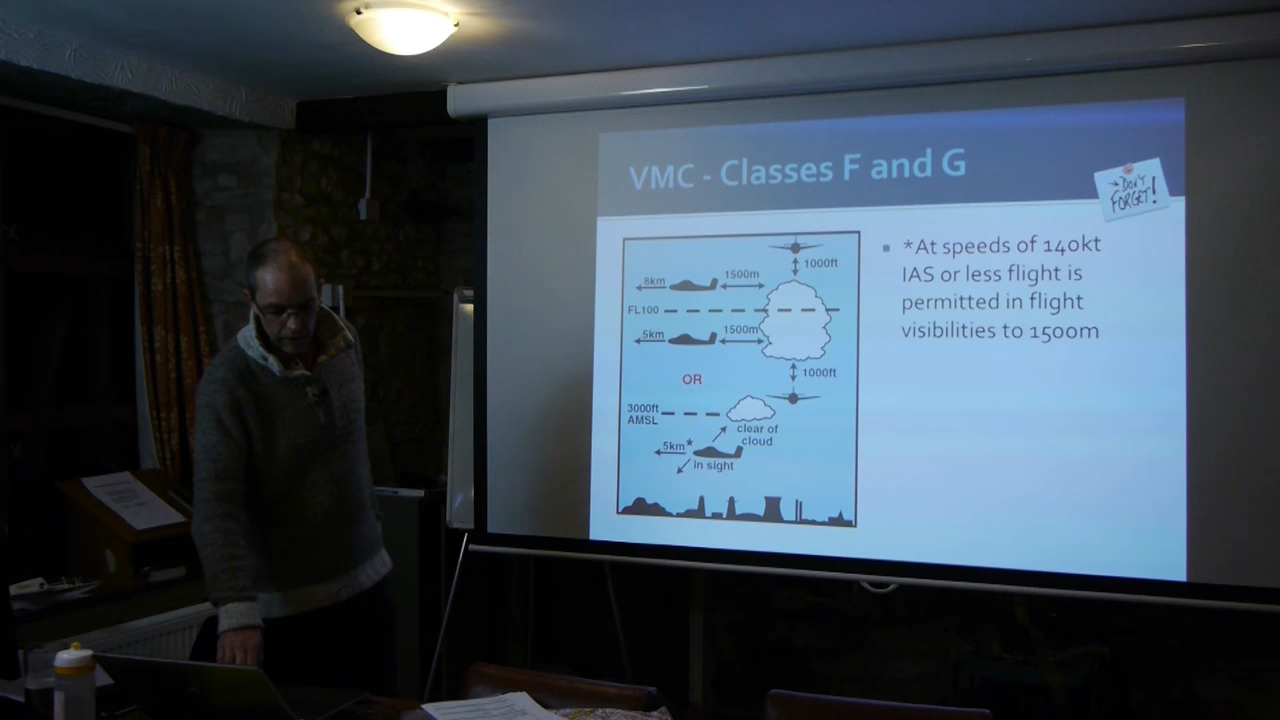 VMC - Classes F and G
DON'T
FORGET!
1000ft
8km
1500m
FL100
5km
1500m
OR
1000ft
3000ft
AMSL
clear of
cloud
5km*
in sight
*At speeds of 140kt
IAS or less flight is
permitted in flight
visibilities to 1500m